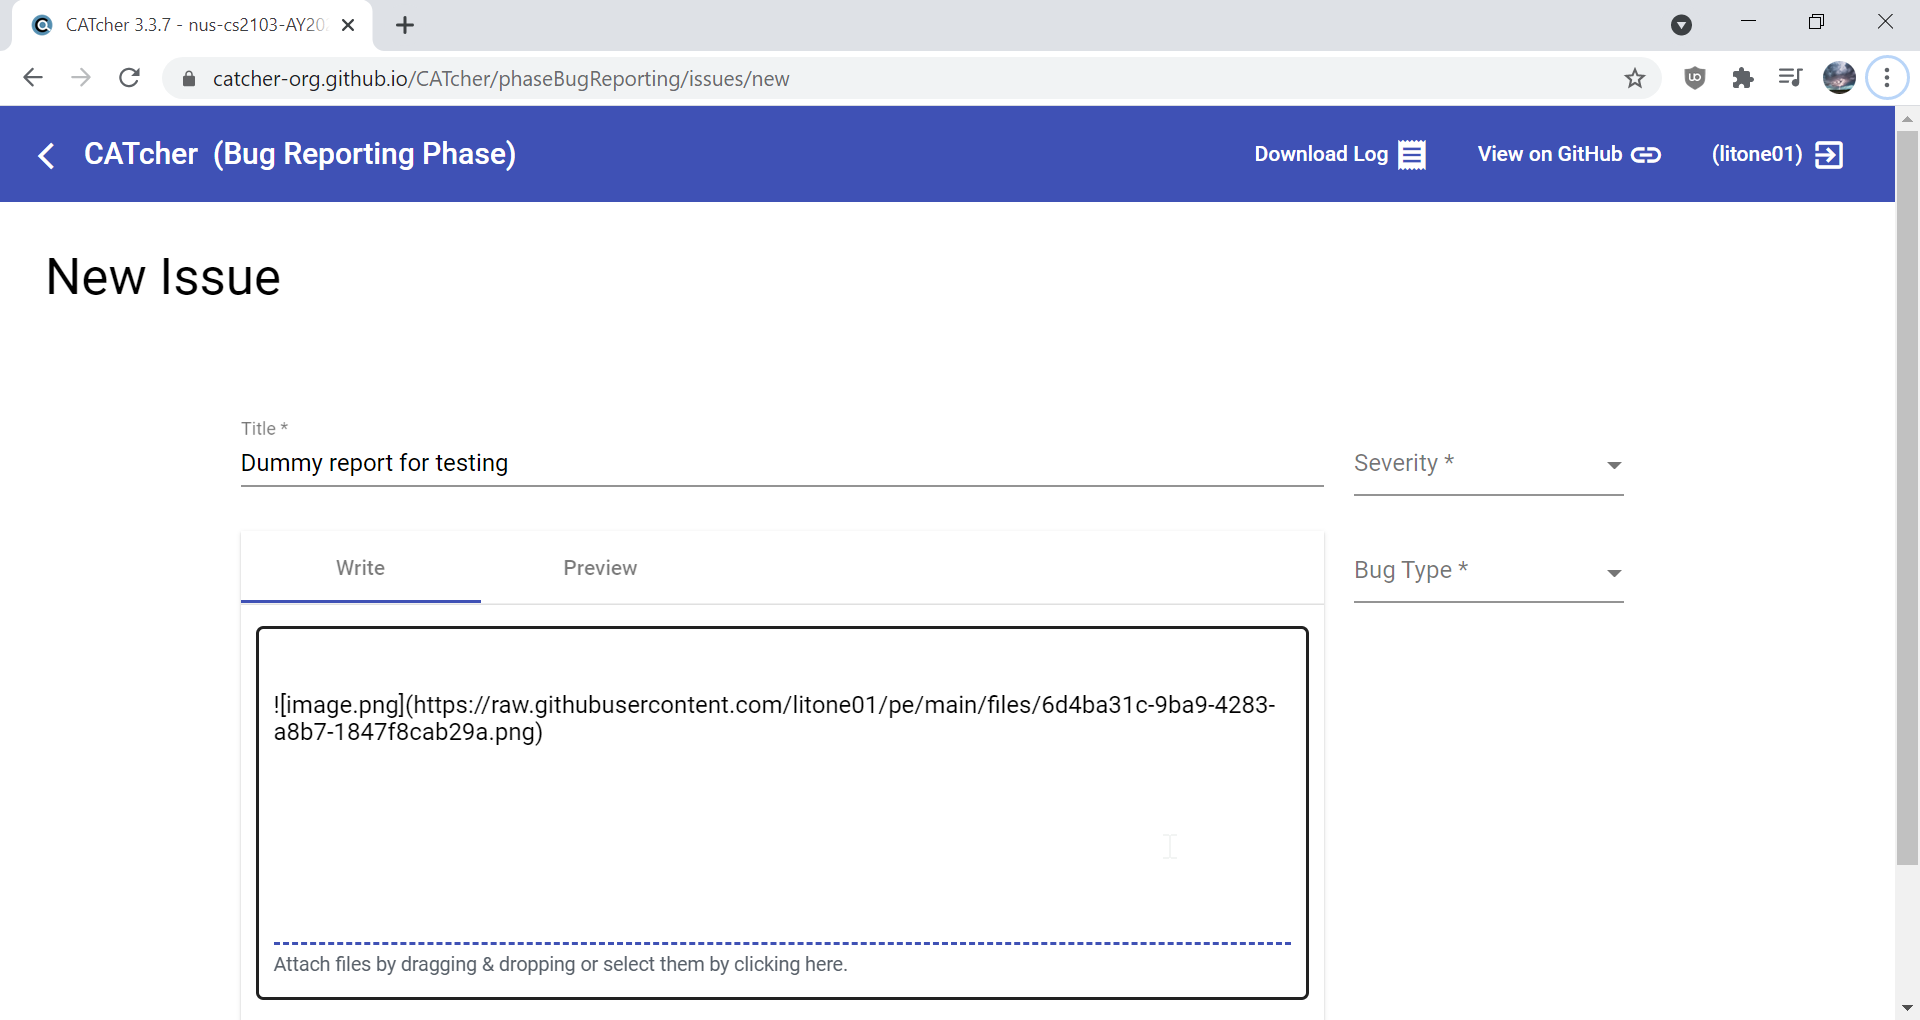 CATcher 3.3.7 - nus-cs2103-AY20
catcher-org.github.io/CATcher/phaseBugReporting/issues/new
CATcher (Bug Reporting Phase)
Download Log
View on GitHub
(litone01)
New Issue
Title *
Dummy report for testing
Severity *
Write
Preview
Bug Type *
![image.png](https://raw.githubusercontent.com/litone01/pe/main/files/6d4ba31c-9ba9-4283-
a8b7-1847f8cab29a.png)
Attach files by dragging & dropping or select them by clicking here.